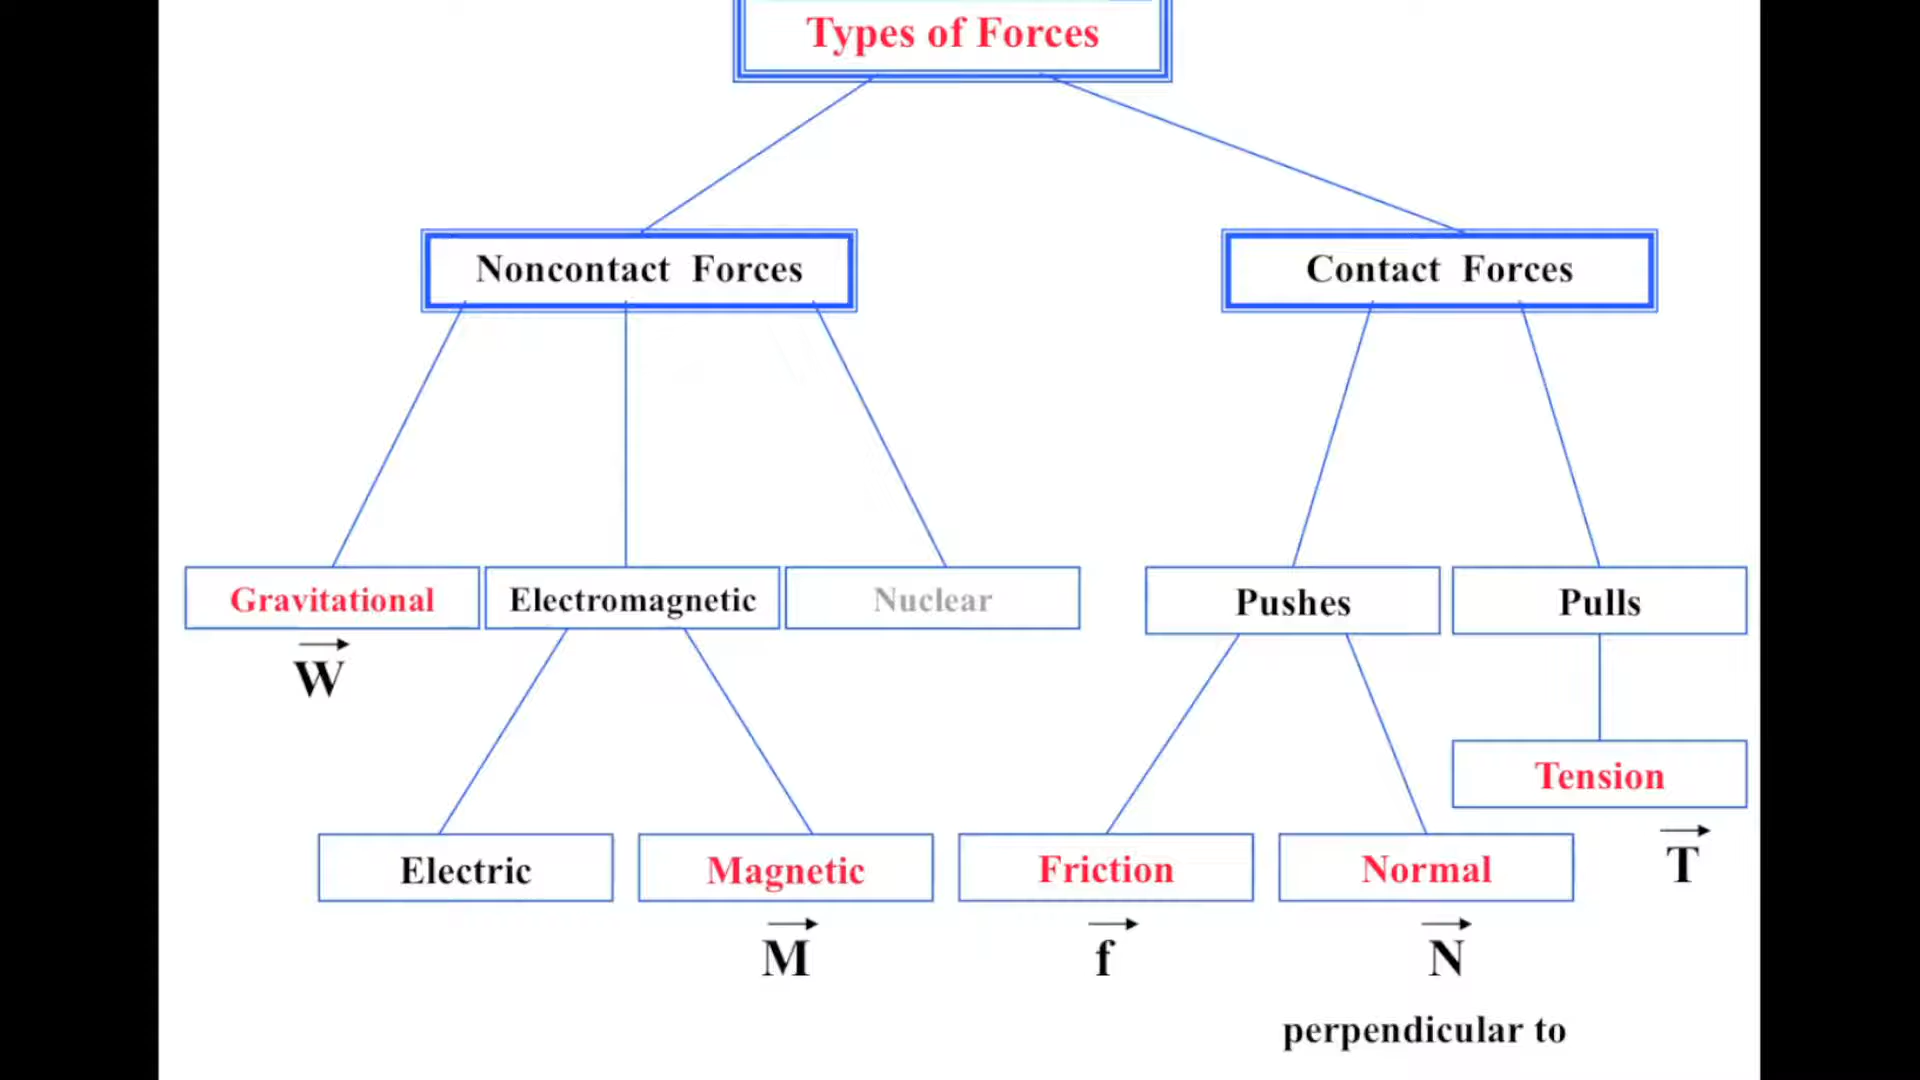 Types of Forces
Noncontact Forces
Contact Forces
Gravitational
Electromagnetic
Nuclear
Pushes
Pulls
W
Tension
T
Electric
Magnetic
Friction
Normal
M
f
N
perpendicular to